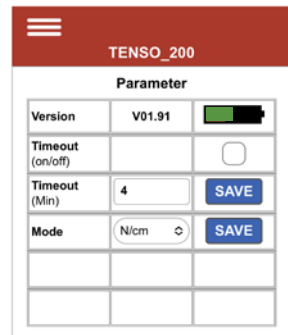 TENSO_200
Parameter
Version V01.91
Timeout
(on/off)
Timeout
(Min) 4 SAVE
Mode N/cm SAVE